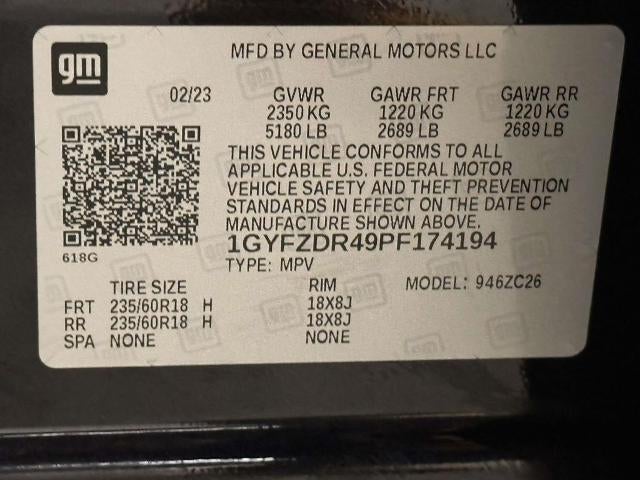 gm
MFD BY GENERAL MOTORS LLC
02/23 GVWR GAWR FRT GAWR RR
2350 KG 1220 KG 1220 KG
5180 LB 2689 LB 2689 LB
THIS VEHICLE CONFORMS TO ALL
APPLICABLE U.S. FEDERAL MOTOR
VEHICLE SAFETY AND THEFT PREVENTION
STANDARDS IN EFFECT ON THE DATE OF
MANUFACTURE SHOWN ABOVE.
1GYFZDR49PF174194
618G
TYPE: MPV MODEL: 946ZC26
TIRE SIZE RIM
FRT 235/60R18 H 18X8J
RR 235/60R18 H 18X8J
SPA NONE NONE